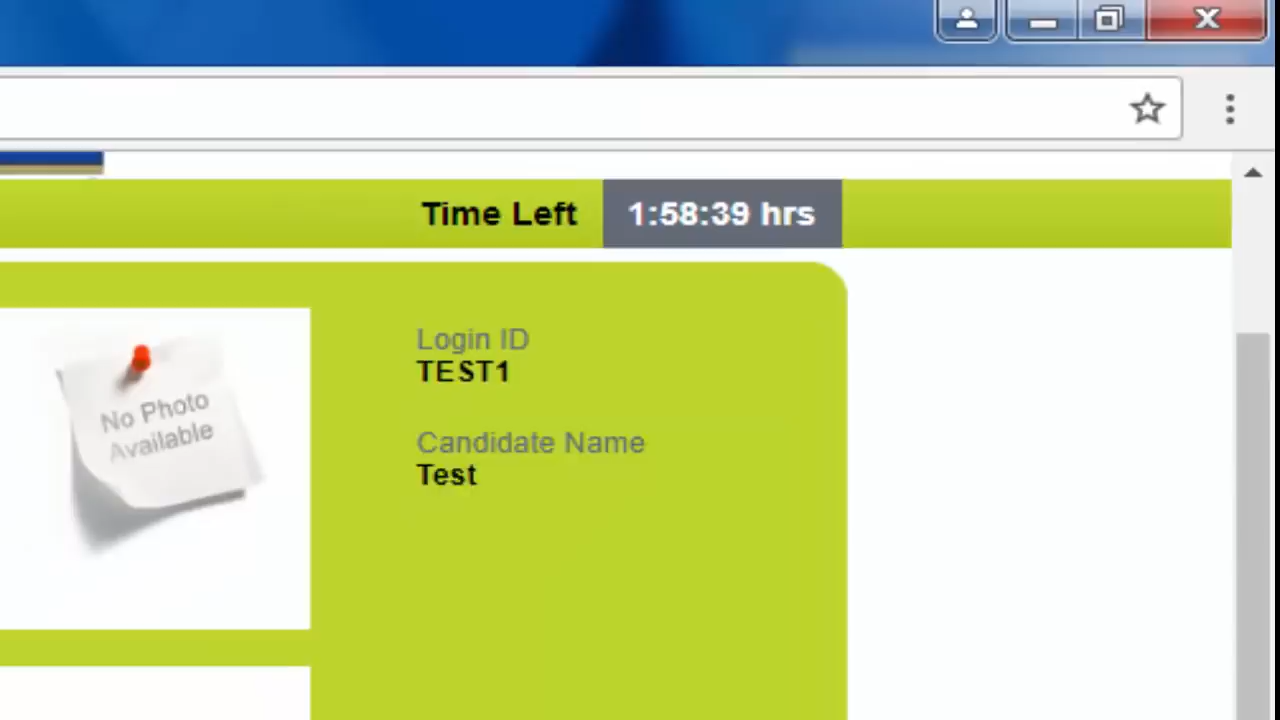 Time Left 1:58:39 hrs
Login ID
TEST1
No Photo
Available
Candidate Name
Test